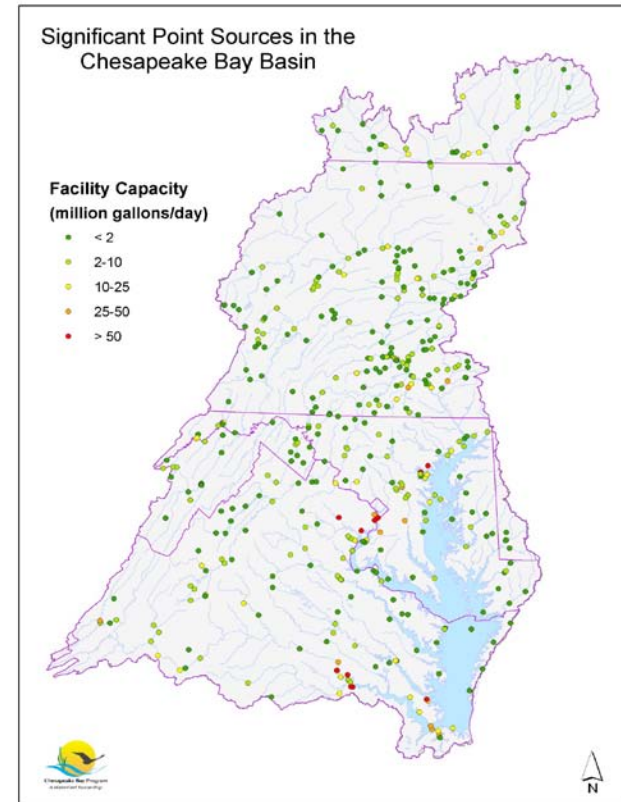 Significant Point Sources in the
Chesapeake Bay Basin
Facility Capacity
(million gallons/day)
< 2
2-10
10-25
25-50
> 50
Chesapeake Bay Program
N